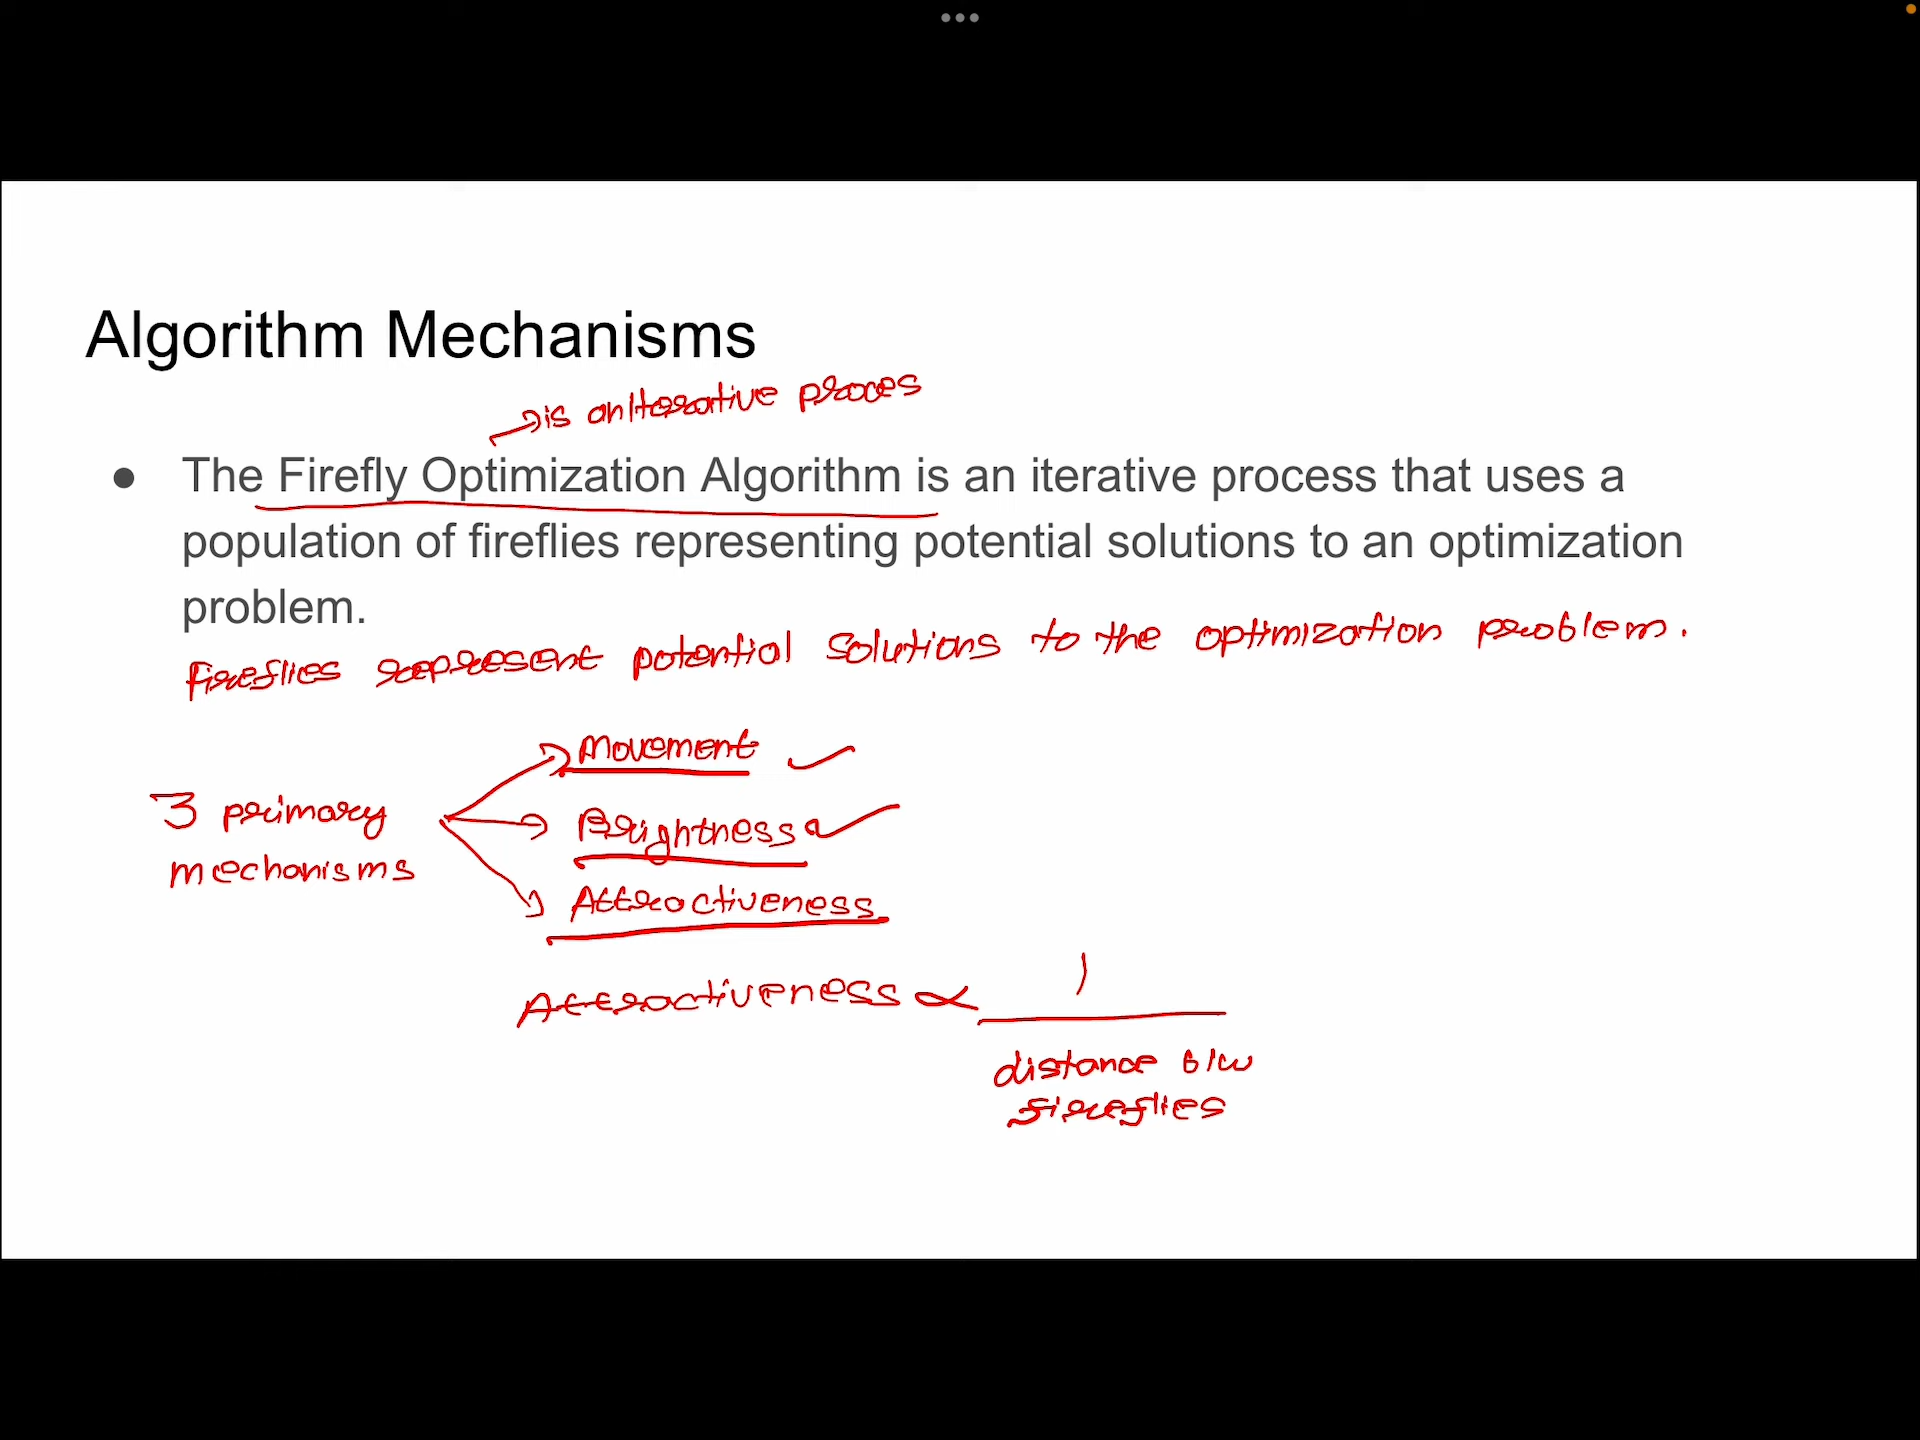 Algorithm Mechanisms
→ is an Iterative proces
● The Firefly Optimization Algorithm is an iterative process that uses a
population of fireflies representing potential solutions to an optimization
problem.
fireflies represent potential solutions to the optimization problem.
3 primary
mechanisms
Movement
Brightness
Attractiveness
Attractiveness ∝ 1
distance b/w
fireflies